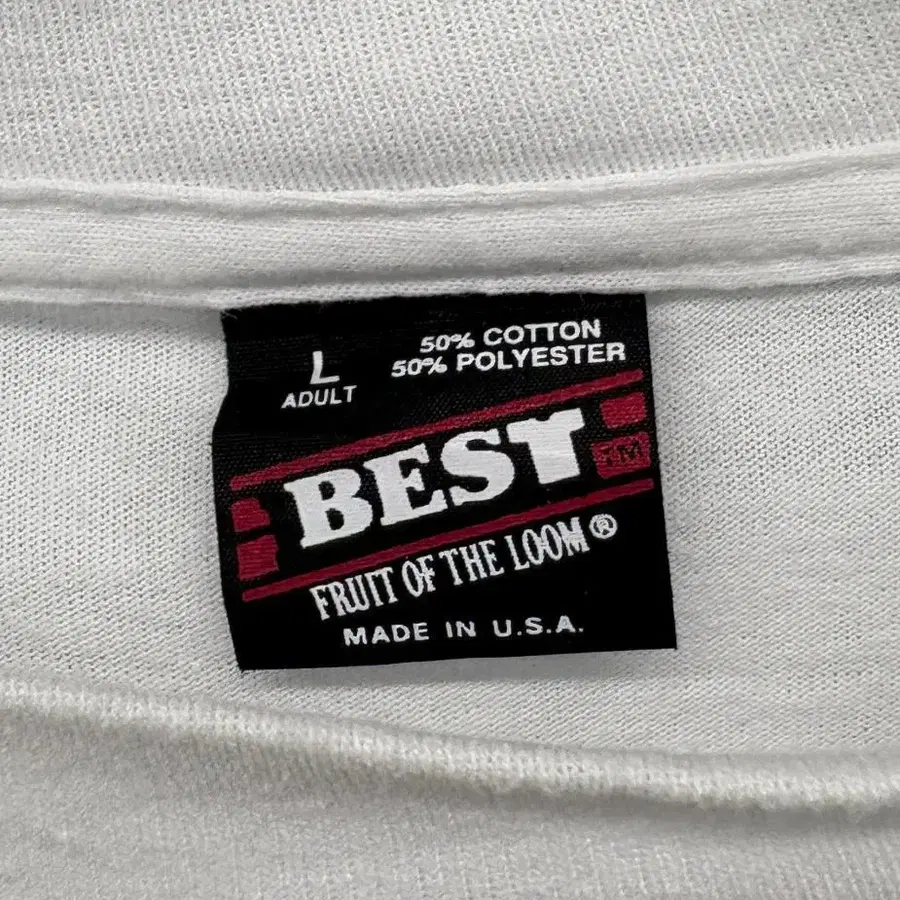 L
ADULT
50% COTTON
50% POLYESTER
BEST
TM
FRUIT OF THE LOOM®
MADE IN U.S.A.